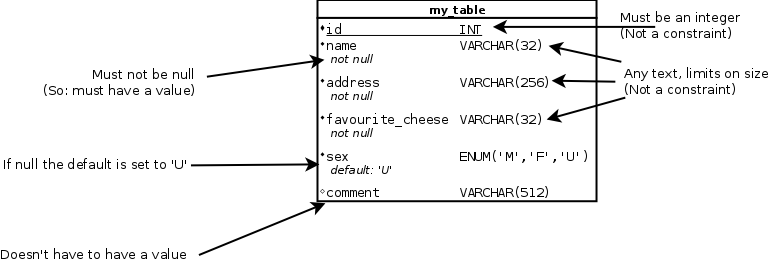 my_table
id INT
name VARCHAR(32)
not null
address VARCHAR(256)
not null
favourite_cheese VARCHAR(32)
not null
sex ENUM('M','F','U')
default: 'U'
comment VARCHAR(512)
Must not be null
(So: must have a value)
If null the default is set to 'U'
Doesn't have to have a value
Must be an integer
(Not a constraint)
Any text, limits on size
(Not a constraint)